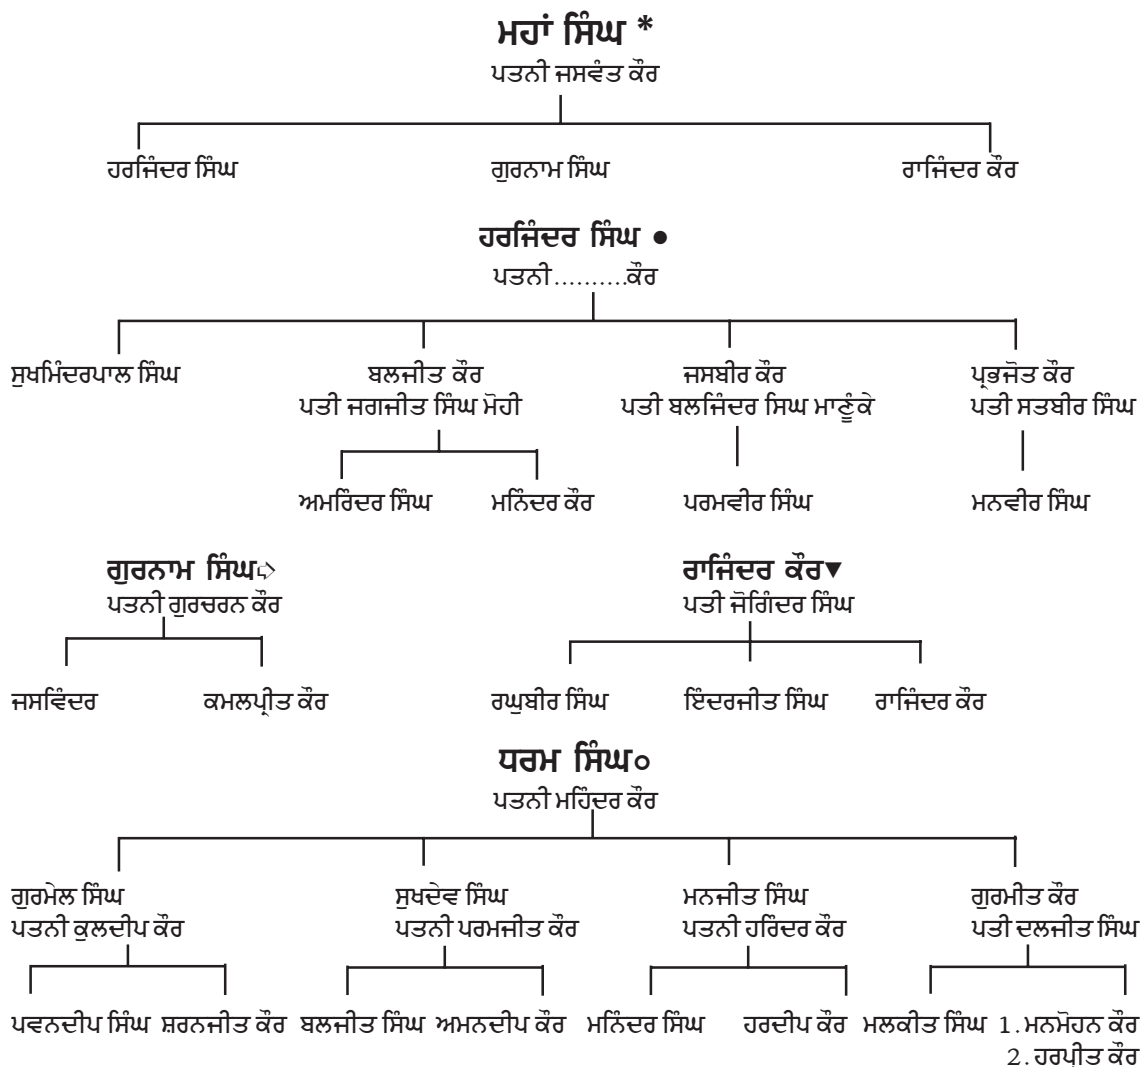 ਮਹਾਂ ਸਿੰਘ *
ਪਤਨੀ ਜਸਵੰਤ ਕੌਰ
ਹਰਜਿੰਦਰ ਸਿੰਘ ਗੁਰਨਾਮ ਸਿੰਘ ਰਾਜਿੰਦਰ ਕੌਰ
ਹਰਜਿੰਦਰ ਸਿੰਘ ●
ਪਤਨੀ..........ਕੌਰ
ਸੁਖਮਿੰਦਰਪਾਲ ਸਿੰਘ ਬਲਜੀਤ ਕੌਰ ਜਸਬੀਰ ਕੌਰ ਪ੍ਰਭਜੋਤ ਕੌਰ
ਪਤੀ ਜਗਜੀਤ ਸਿੰਘ ਮੋਹੀ ਪਤੀ ਬਲਜਿੰਦਰ ਸਿਘ ਮਾਣੂੰਕੇ ਪਤੀ ਸਤਬੀਰ ਸਿੰਘ
ਅਮਰਿੰਦਰ ਸਿੰਘ ਮਨਿੰਦਰ ਕੌਰ ਪਰਮਵੀਰ ਸਿੰਘ ਮਨਵੀਰ ਸਿੰਘ
ਗੁਰਨਾਮ ਸਿੰਘ➪ ਰਾਜਿੰਦਰ ਕੌਰ▼
ਪਤਨੀ ਗੁਰਚਰਨ ਕੌਰ ਪਤੀ ਜੋਗਿੰਦਰ ਸਿੰਘ
ਜਸਵਿੰਦਰ ਕਮਲਪ੍ਰੀਤ ਕੌਰ ਰਘੁਬੀਰ ਸਿੰਘ ਇੰਦਰਜੀਤ ਸਿੰਘ ਰਾਜਿੰਦਰ ਕੌਰ
ਧਰਮ ਸਿੰਘ○
ਪਤਨੀ ਮਹਿੰਦਰ ਕੌਰ
ਗੁਰਮੇਲ ਸਿੰਘ ਸੁਖਦੇਵ ਸਿੰਘ ਮਨਜੀਤ ਸਿੰਘ ਗੁਰਮੀਤ ਕੌਰ
ਪਤਨੀ ਕੁਲਦੀਪ ਕੌਰ ਪਤਨੀ ਪਰਮਜੀਤ ਕੌਰ ਪਤਨੀ ਹਰਿੰਦਰ ਕੌਰ ਪਤੀ ਦਲਜੀਤ ਸਿੰਘ
ਪਵਨਦੀਪ ਸਿੰਘ ਸ਼ਰਨਜੀਤ ਕੌਰ ਬਲਜੀਤ ਸਿੰਘ ਅਮਨਦੀਪ ਕੌਰ ਮਨਿੰਦਰ ਸਿੰਘ ਹਰਦੀਪ ਕੌਰ ਮਲਕੀਤ ਸਿੰਘ 1.ਮਨਮੋਹਨ ਕੌਰ
2.ਹਰਪ੍ਰੀਤ ਕੌਰ